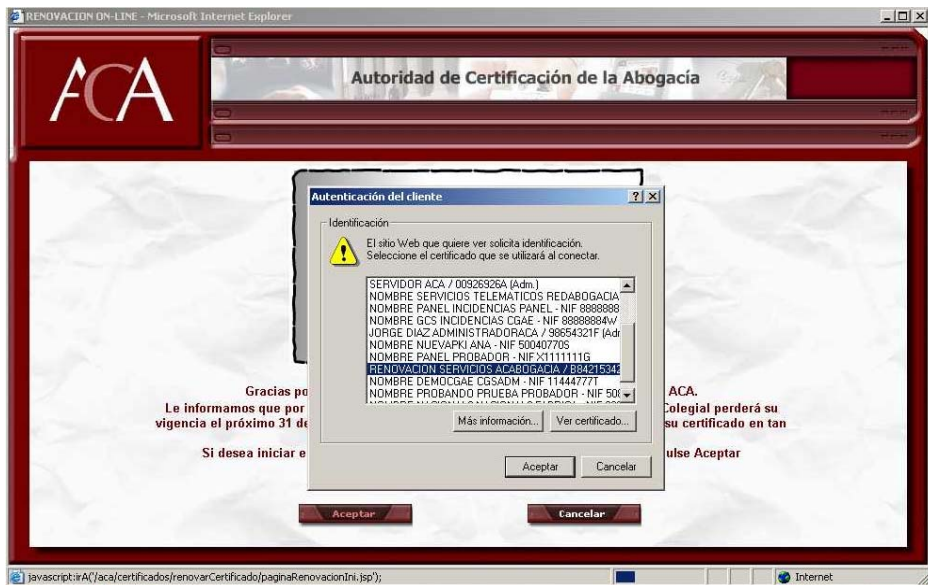 RENOVACION ON-LINE - Microsoft Internet Explorer
ACA
Autoridad de Certificación de la Abogacía
Autenticación del cliente
Identificación
El sitio Web que quiere ver solicita identificación.
Seleccione el certificado que se utilizará al conectar.
SERVIDOR ACA / 00926926A (Adm.)
NOMBRE SERVICIOS TELEMATICOS REDABOGACIA
NOMBRE PANEL INCIDENCIAS PANEL - NIF 8888888
NOMBRE GCS INCIDENCIAS CGAE - NIF 88888884W
JORGE DIAZ ADMINISTRADORACA / 98654321F (Adr
NOMBRE NUEVAPKI ANA - NIF 50040770S
NOMBRE PANEL PROBADOR - NIF X1111111G
RENOVACION SERVICIOS ACABOGACIA / B84215342
NOMBRE DEMOCGAE CGSADM - NIF 11444777T
NOMBRE PROBANDO PRUEBA PROBADOR - NIF 50
Más información... Ver certificado...
Aceptar Cancelar
Gracias po ACA.
Le informamos que por Colegial perderá su
vigencia el próximo 31 de su certificado en tan
Si desea iniciar e ulse Aceptar
Aceptar Cancelar
javascript:irA('/aca/certificados/renovarCertificado/paginaRenovacionIni.jsp'); Internet